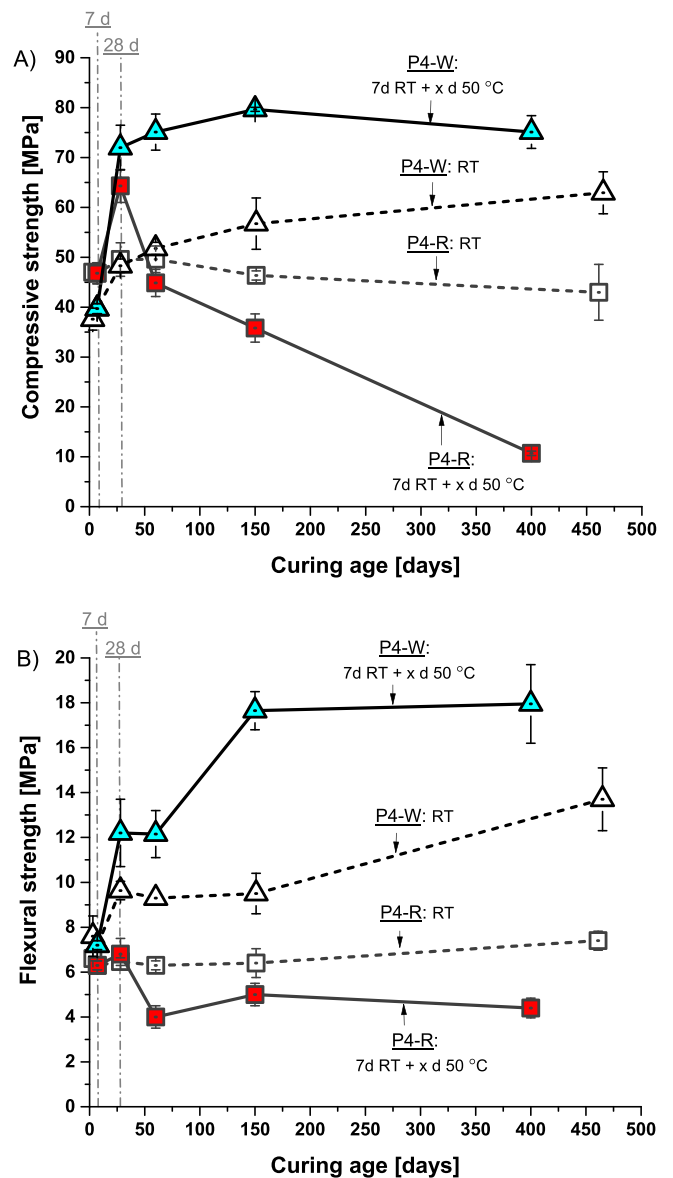 7 d
28 d
A)
90
80
70
60
50
40
30
20
10
0
Compressive strength [MPa]
P4-W:
7d RT + x d 50 °C
P4-W: RT
P4-R: RT
P4-R:
7d RT + x d 50 °C
0 50 100 150 200 250 300 350 400 450 500
Curing age [days]
7 d
28 d
B)
20
18
16
14
12
10
8
6
4
2
0
Flexural strength [MPa]
P4-W:
7d RT + x d 50 °C
P4-W: RT
P4-R: RT
P4-R:
7d RT + x d 50 °C
0 50 100 150 200 250 300 350 400 450 500
Curing age [days]